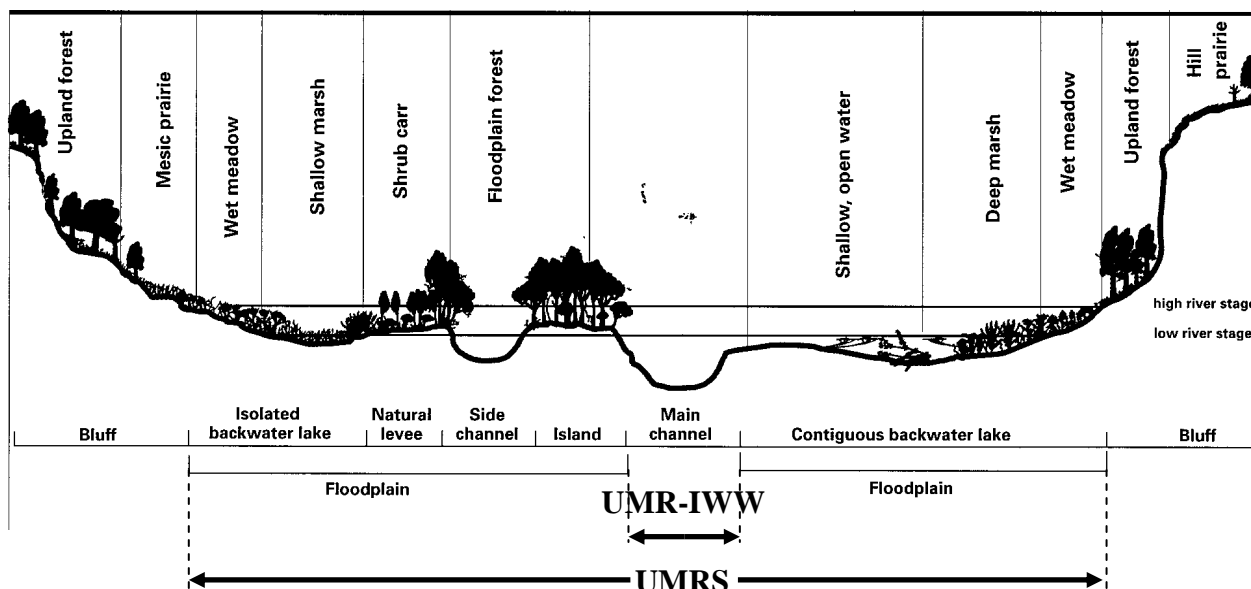 Upland forest
Mesic prairie
Wet meadow
Shallow marsh
Shrub carr
Floodplain forest
Shallow, open water
Deep marsh
Wet meadow
Upland forest
Hill
prairie
high river stage
low river stage
Bluff
Isolated
backwater lake
Natural
levee
Side
channel
Island
Main
channel
Contiguous backwater lake
Bluff
Floodplain
Floodplain
UMR-IWW
UMRS